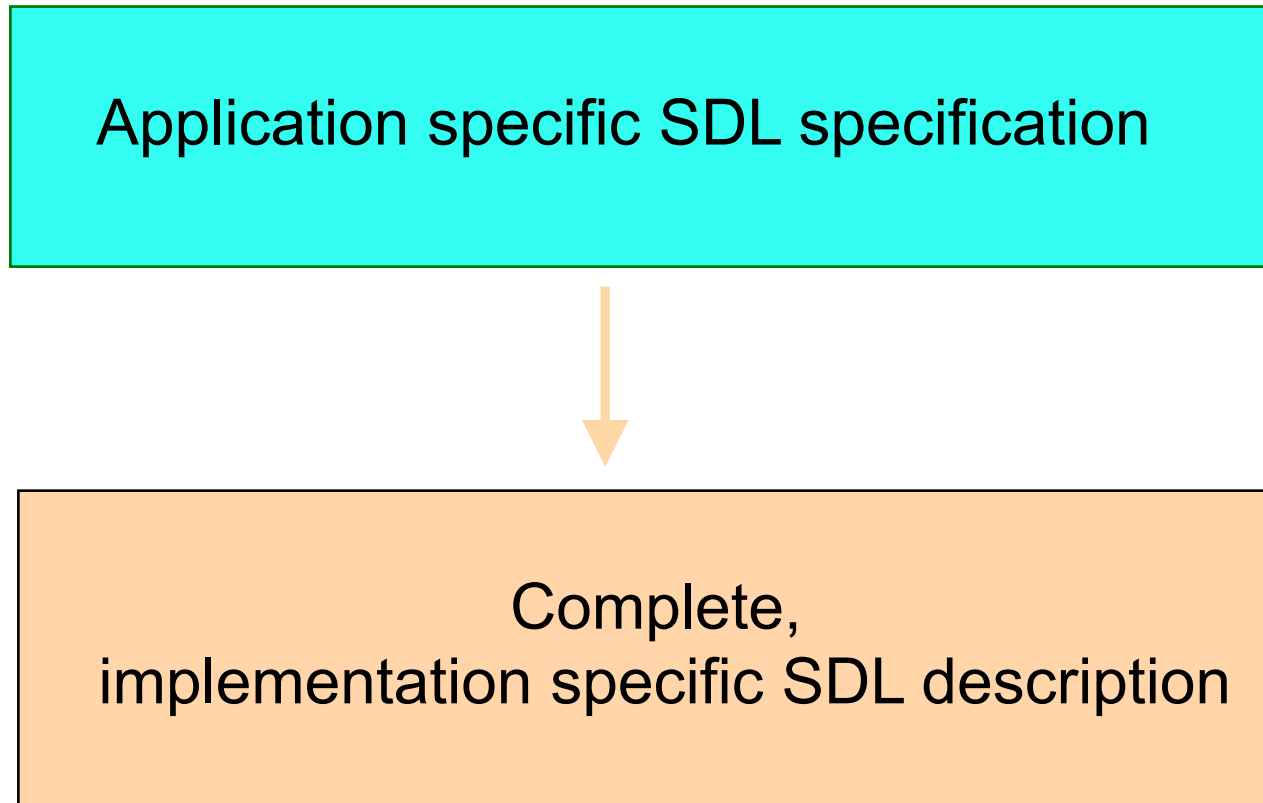 Application specific SDL specification
Complete,
implementation specific SDL description